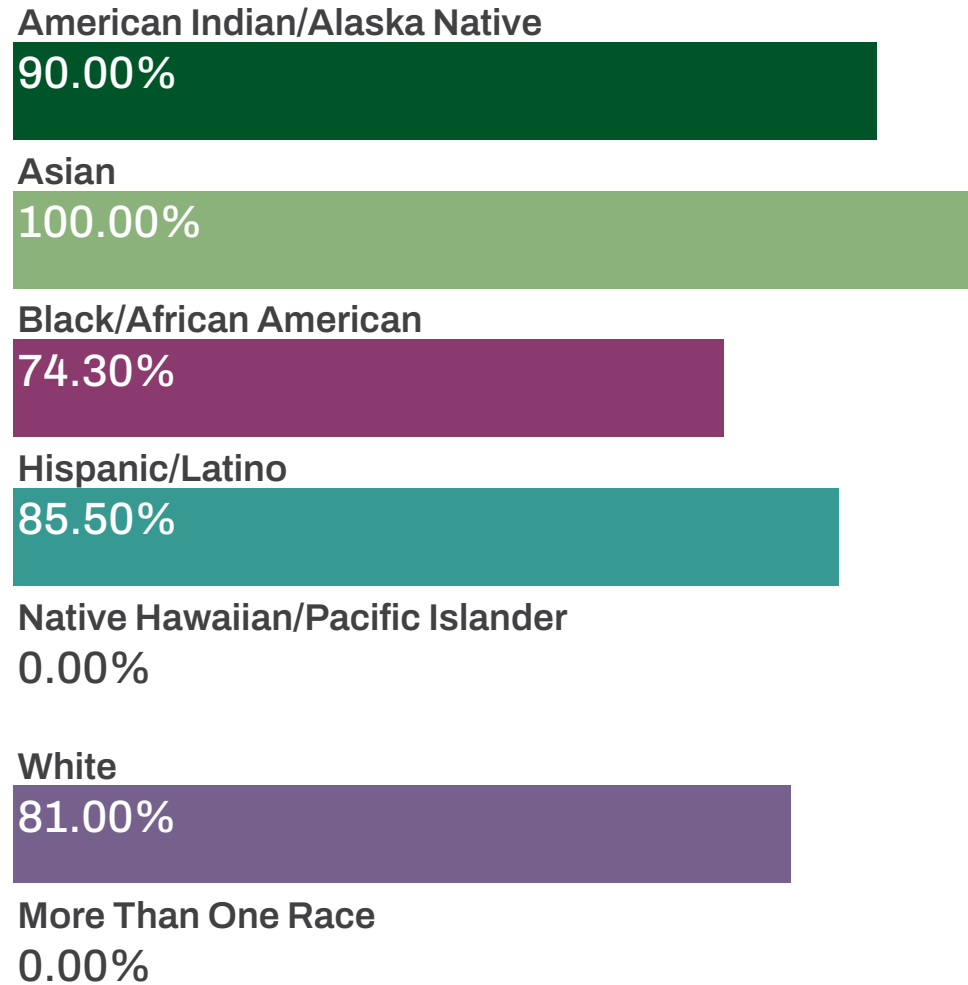 American Indian/Alaska Native
90.00%
Asian
100.00%
Black/African American
74.30%
Hispanic/Latino
85.50%
Native Hawaiian/Pacific Islander
0.00%
White
81.00%
More Than One Race
0.00%